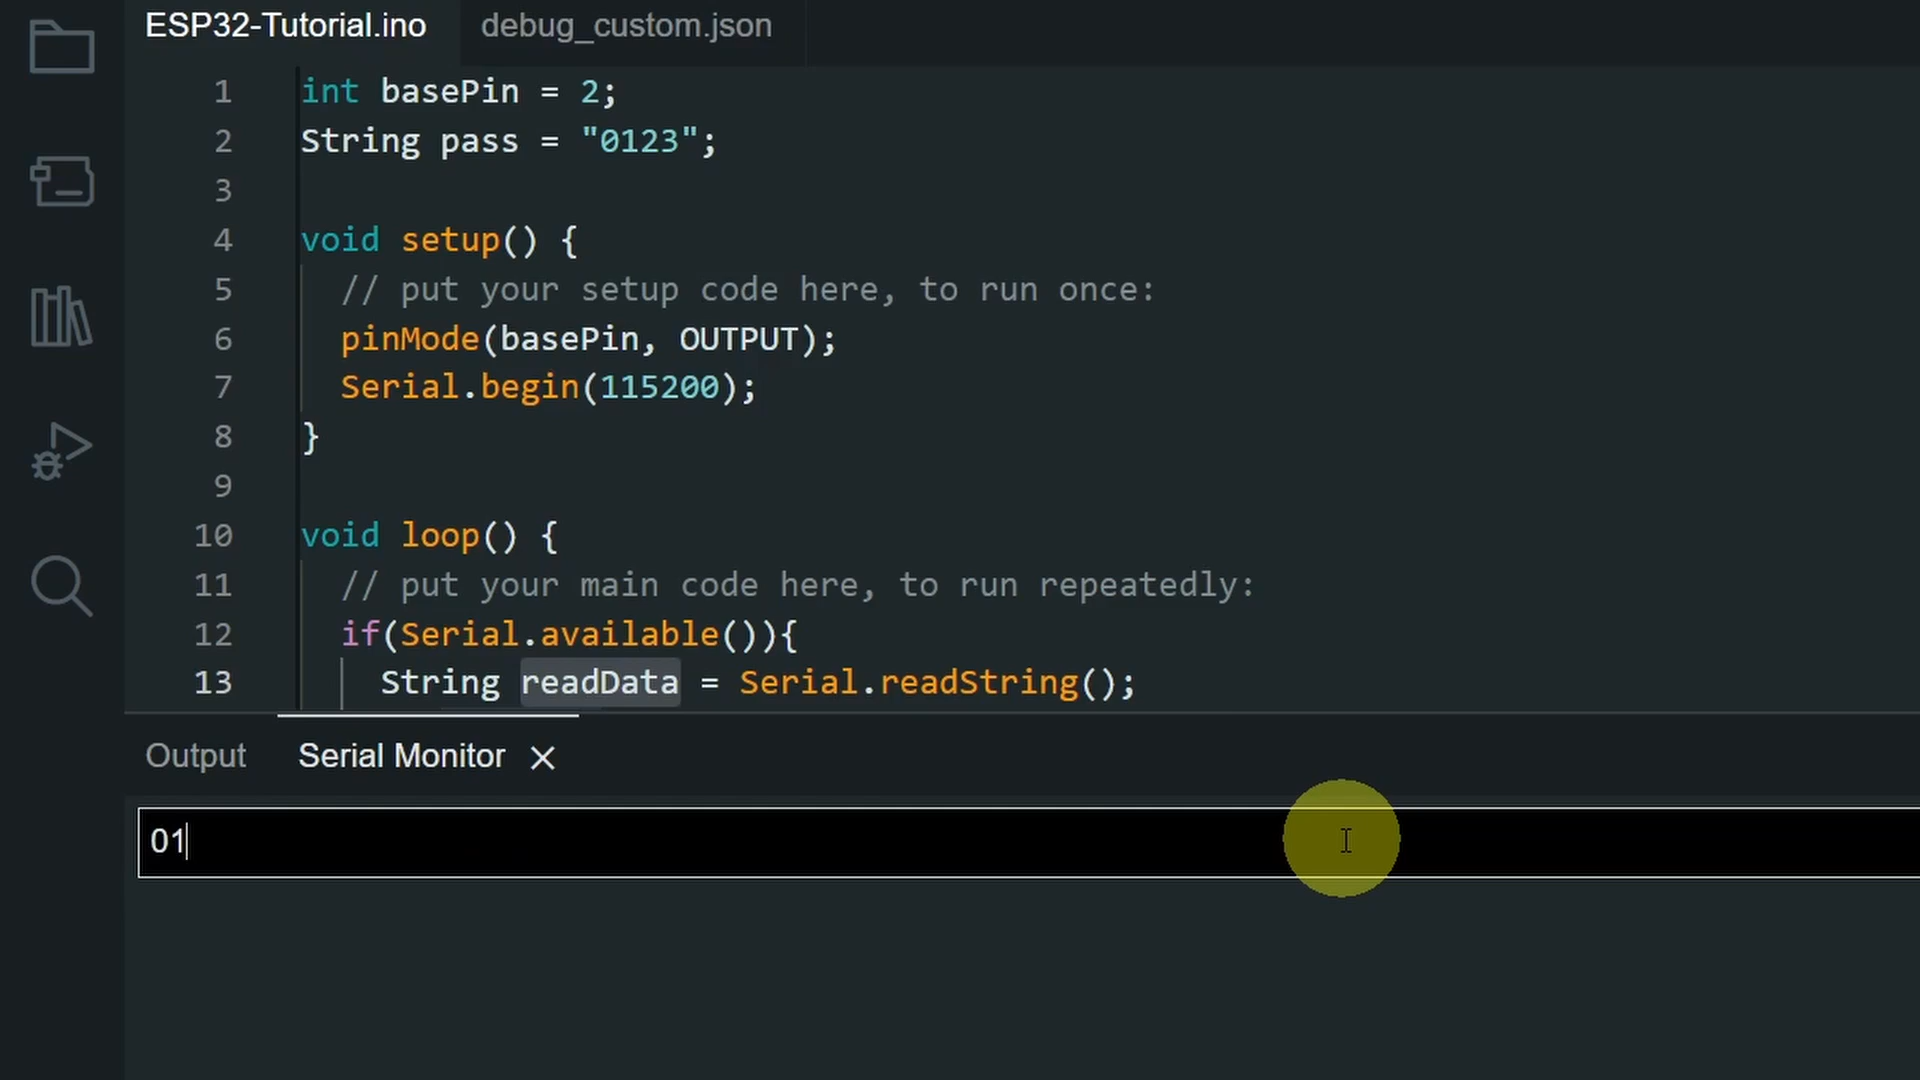 ESP32-Tutorial.ino debug_custom.json
1 int basePin = 2;
2 String pass = "0123";
3
4 void setup() {
5 // put your setup code here, to run once:
6 pinMode(basePin, OUTPUT);
7 Serial.begin(115200);
8 }
9
10 void loop() {
11 // put your main code here, to run repeatedly:
12 if(Serial.available()){
13 String readData = Serial.readString();
Output Serial Monitor
01